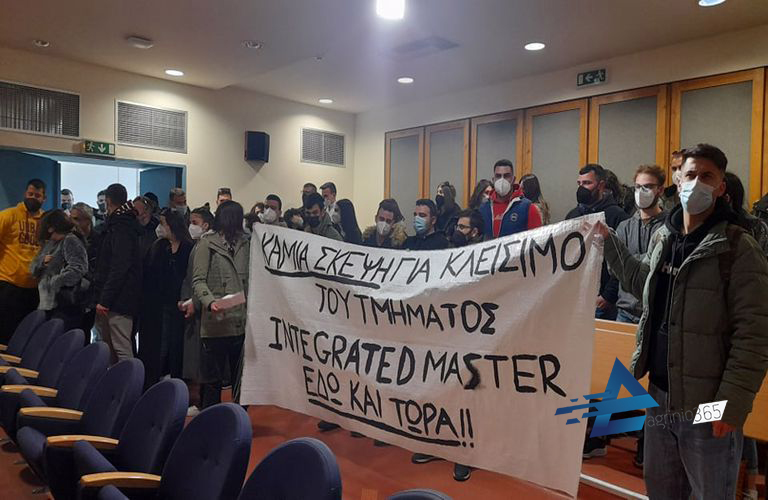 ΚΑΜΙΑ ΣΚΕΨΗ ΓΙΑ ΚΛΕΙΣΙΜΟ
ΤΟΥ ΤΜΗΜΑΤΟΣ
INTEGRATED MASTER
ΕΔΩ ΚΑΙ ΤΩΡΑ!!
agrinio365